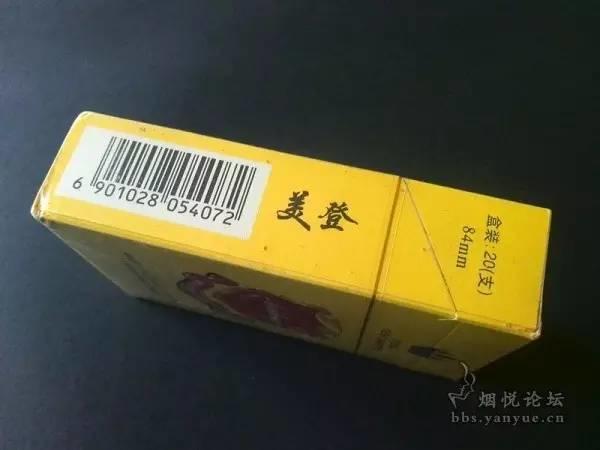 6 901028 054072
美登
盒装: 20(支)
84mm
烟悦论坛
bbs.yanyue.cn